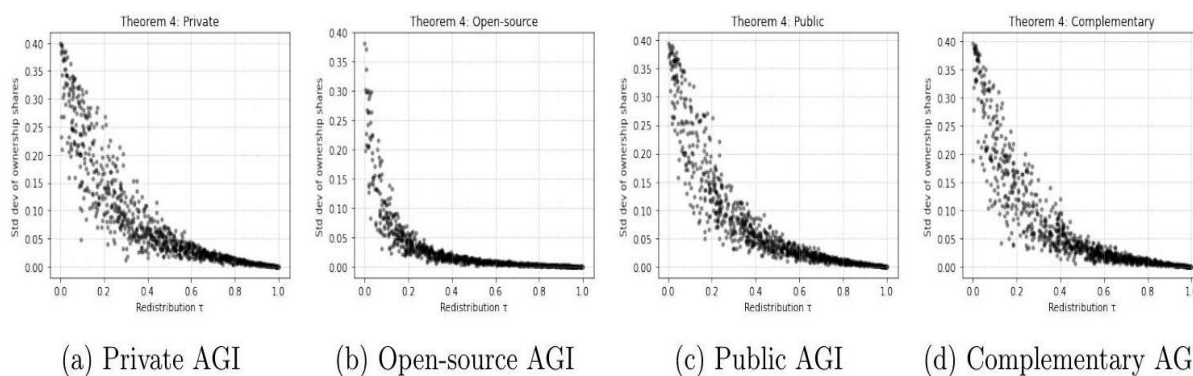 Theorem 4: Private
Theorem 4: Open-source
Theorem 4: Public
Theorem 4: Complementary
Std dev of ownership shares
0.40
0.35
0.30
0.25
0.20
0.15
0.10
0.05
0.00
0.0 0.2 0.4 0.6 0.8 1.0
Redistribution τ
Std dev of ownership shares
0.40
0.35
0.30
0.25
0.20
0.15
0.10
0.05
0.00
0.0 0.2 0.4 0.6 0.8 1.0
Redistribution τ
Std dev of ownership shares
0.40
0.35
0.30
0.25
0.20
0.15
0.10
0.05
0.00
0.0 0.2 0.4 0.6 0.8 1.0
Redistribution τ
Std dev of ownership shares
0.40
0.35
0.30
0.25
0.20
0.15
0.10
0.05
0.00
0.0 0.2 0.4 0.6 0.8 1.0
Redistribution τ
(a) Private AGI
(b) Open-source AGI
(c) Public AGI
(d) Complementary AG